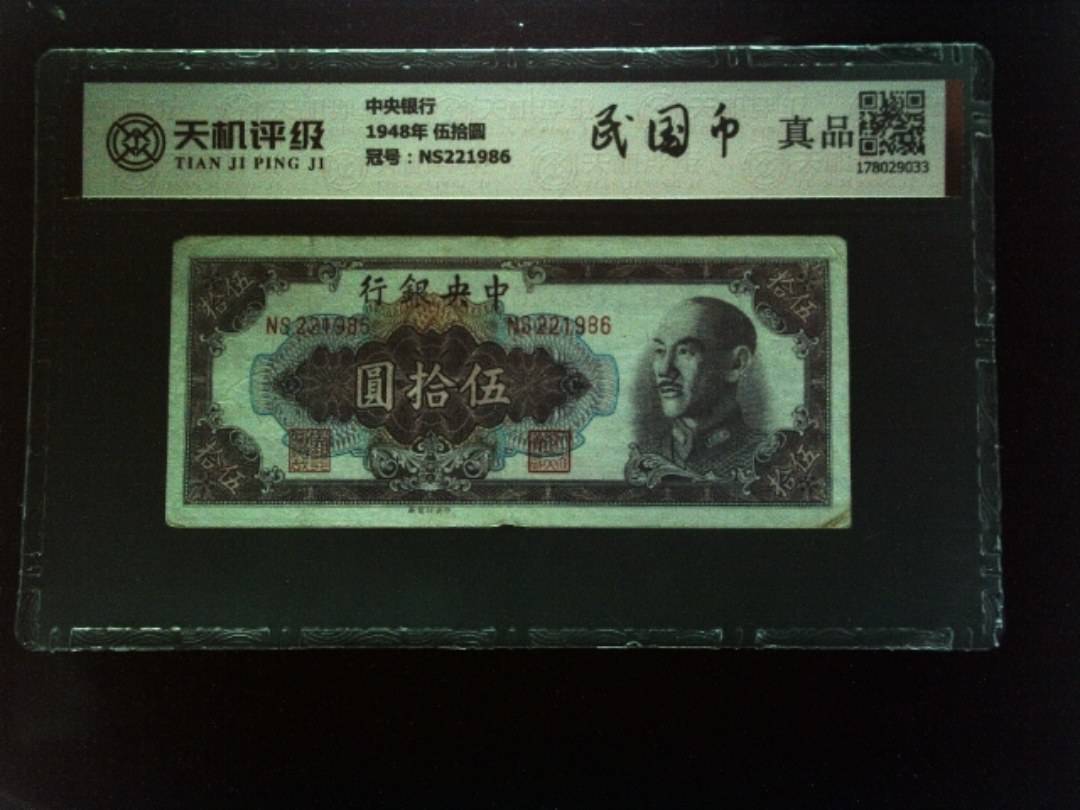 天机评级
TIAN JI PING JI
中央银行
1948年 伍拾圆
冠号：NS221986
民国币
真品
178029033
拾伍
拾伍
行銀央中
NS221986
NS221986
圓拾伍
拾伍
拾伍